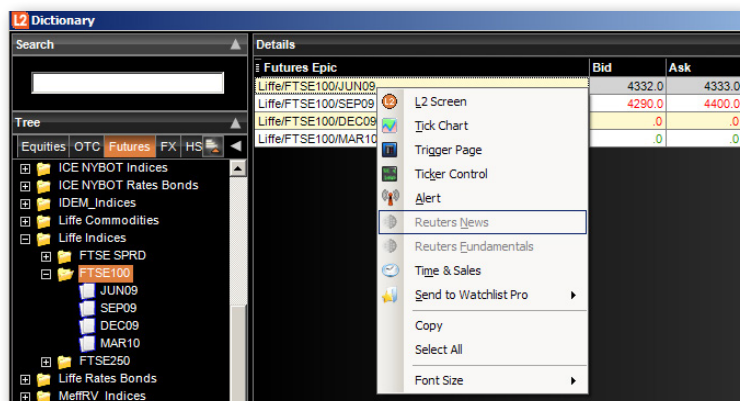 L2 Dictionary
Search
Details
Futures Epic Bid Ask
Liffe/FTSE100/JUN09 4332.0 4333.0
Liffe/FTSE100/SEP09 4290.0 4400.0
Liffe/FTSE100/DEC09 .0 .0
Liffe/FTSE100/MAR10 .0 .0
Tree
Equities OTC Futures FX HS
ICE NYBOT Indices
ICE NYBOT Rates Bonds
IDEM_Indices
Liffe Commodities
Liffe Indices
FTSE SPRD
FTSE100
JUN09
SEP09
DEC09
MAR10
FTSE250
Liffe Rates Bonds
MeffRV Indices
L2 Screen
Tick Chart
Trigger Page
Ticker Control
Alert
Reuters News
Reuters Fundamentals
Time & Sales
Send to Watchlist Pro
Copy
Select All
Font Size